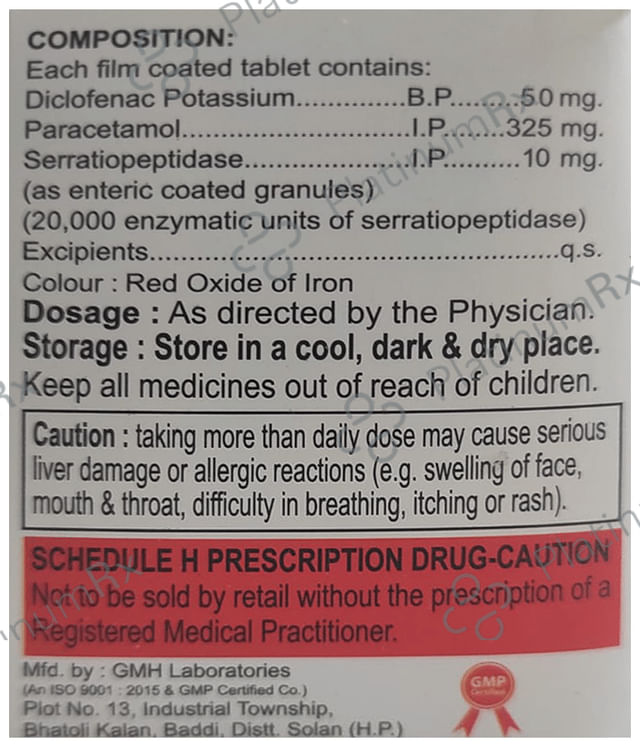 COMPOSITION:
Each film coated tablet contains:
Diclofenac Potassium..............B.P.........50 mg.
Paracetamol..............................I.P.......325 mg.
Serratiopeptidase......................I.P..........10 mg.
(as enteric coated granules)
(20,000 enzymatic units of serratiopeptidase)
Excipients.......................................................q.s.
Colour : Red Oxide of Iron
Dosage : As directed by the Physician.
Storage : Store in a cool, dark & dry place.
Keep all medicines out of reach of children.
Caution : taking more than daily dose may cause serious
liver damage or allergic reactions (e.g. swelling of face,
mouth & throat, difficulty in breathing, itching or rash).
SCHEDULE H PRESCRIPTION DRUG-CAUTION
Not to be sold by retail without the prescription of a
Registered Medical Practitioner.
Mfd. by : GMH Laboratories
(An ISO 9001 : 2015 & GMP Certified Co.)
Plot No. 13, Industrial Township,
Bhatoli Kalan, Baddi, Distt. Solan (H.P.)
GMP
Certified
PlatinumRx